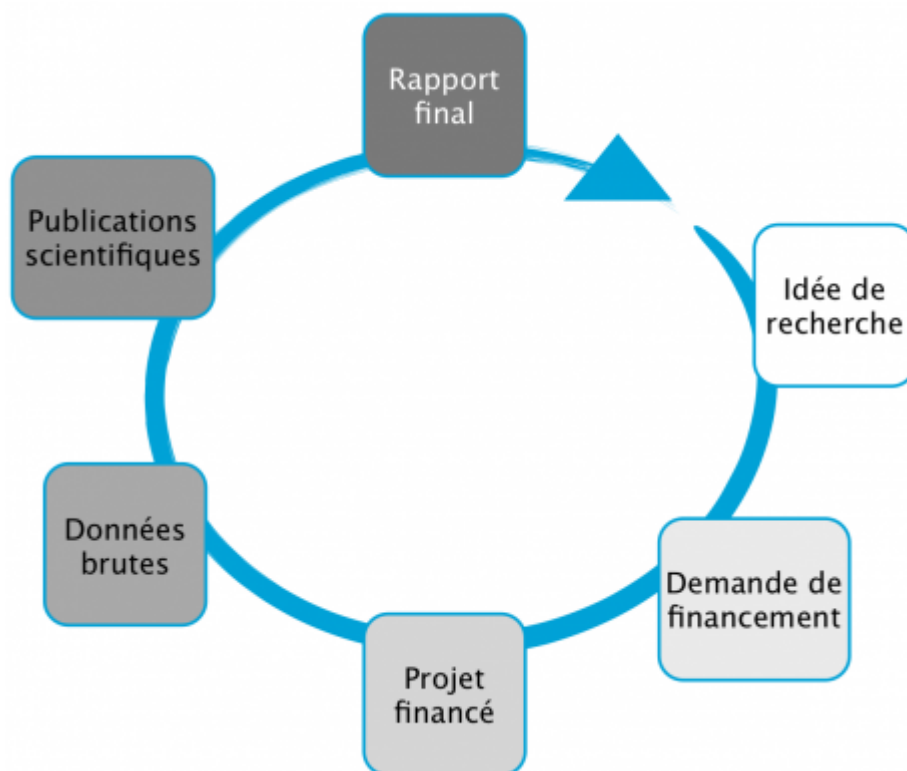 Rapport
final
Idée de
recherche
Demande de
financement
Projet
financé
Données
brutes
Publications
scientifiques